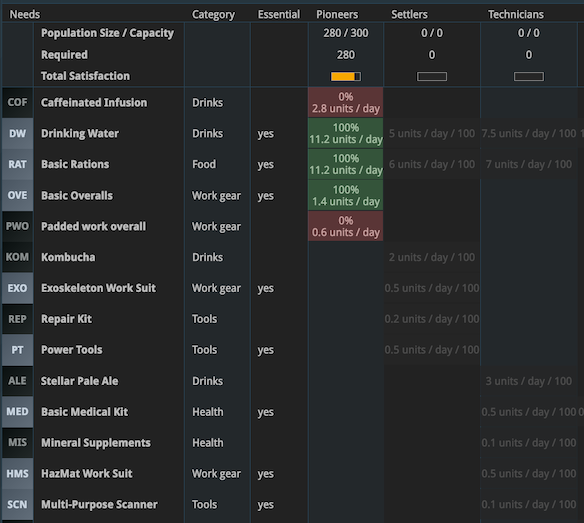 Needs Category Essential Pioneers Settlers Technicians
Population Size / Capacity 280 / 300 0 / 0 0 / 0
Required 280 0 0
Total Satisfaction
COF Caffeinated Infusion Drinks 0%
2.8 units / day
DW Drinking Water Drinks yes 100%
11.2 units / day 5 units / day / 100 7.5 units / day / 100
RAT Basic Rations Food yes 100%
11.2 units / day 6 units / day / 100 7 units / day / 100
OVE Basic Overalls Work gear yes 100%
1.4 units / day
PWO Padded work overall Work gear 0%
0.6 units / day
KOM Kombucha Drinks 2 units / day / 100
EXO Exoskeleton Work Suit Work gear yes 0.5 units / day / 100
REP Repair Kit Tools 0.2 units / day / 100
PT Power Tools Tools yes 0.5 units / day / 100
ALE Stellar Pale Ale Drinks 3 units / day / 100
MED Basic Medical Kit Health yes 0.5 units / day / 100
MIS Mineral Supplements Health 0.1 units / day / 100
HMS HazMat Work Suit Work gear yes 0.5 units / day / 100
SCN Multi-Purpose Scanner Tools yes 0.1 units / day / 100